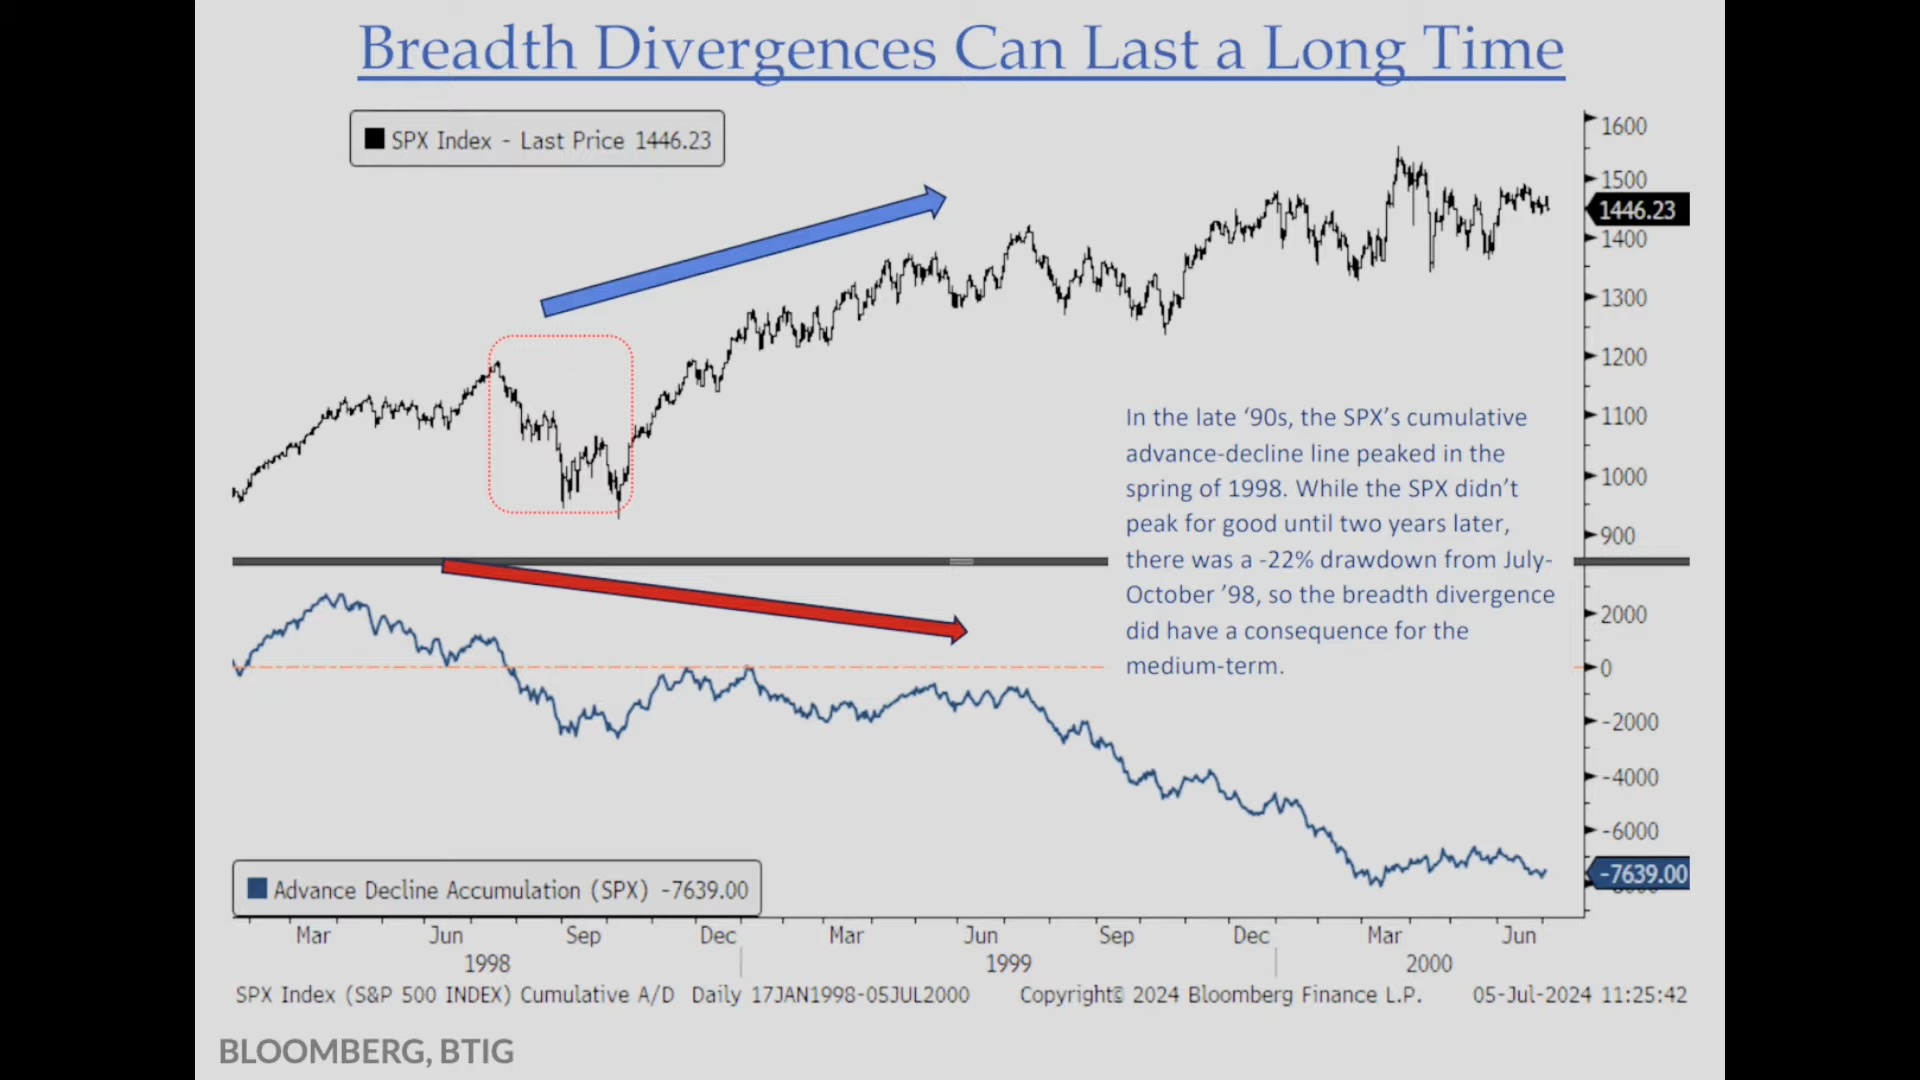 Breadth Divergences Can Last a Long Time
SPX Index - Last Price 1446.23
1600
1500
1446.23
1400
1300
1200
1100
1000
900
In the late ‘90s, the SPX’s cumulative
advance-decline line peaked in the
spring of 1998. While the SPX didn’t
peak for good until two years later,
there was a -22% drawdown from July-
October ’98, so the breadth divergence
did have a consequence for the
medium-term.
2000
0
-2000
-4000
-6000
-7639.00
Advance Decline Accumulation (SPX) -7639.00
Mar Jun Sep Dec Mar Jun Sep Dec Mar Jun
1998 1999 2000
SPX Index (S&P 500 INDEX) Cumulative A/D Daily 17JAN1998-05JUL2000 Copyright© 2024 Bloomberg Finance L.P. 05-Jul-2024 11:25:42
BLOOMBERG, BTIG